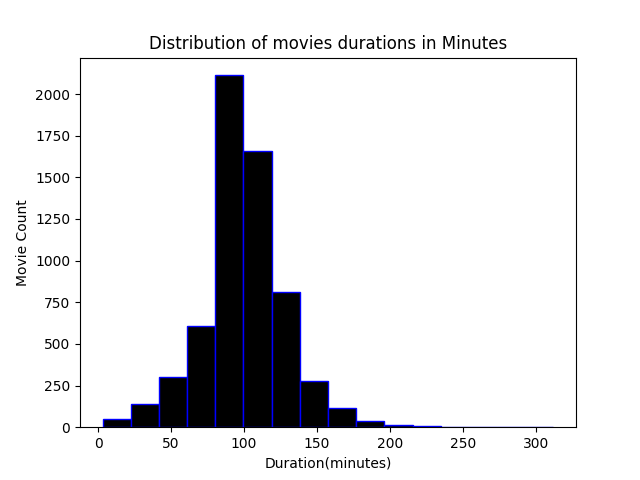 Distribution of movies durations in Minutes
2000
1750
1500
1250
1000
750
500
250
0
Movie Count
0 50 100 150 200 250 300
Duration(minutes)